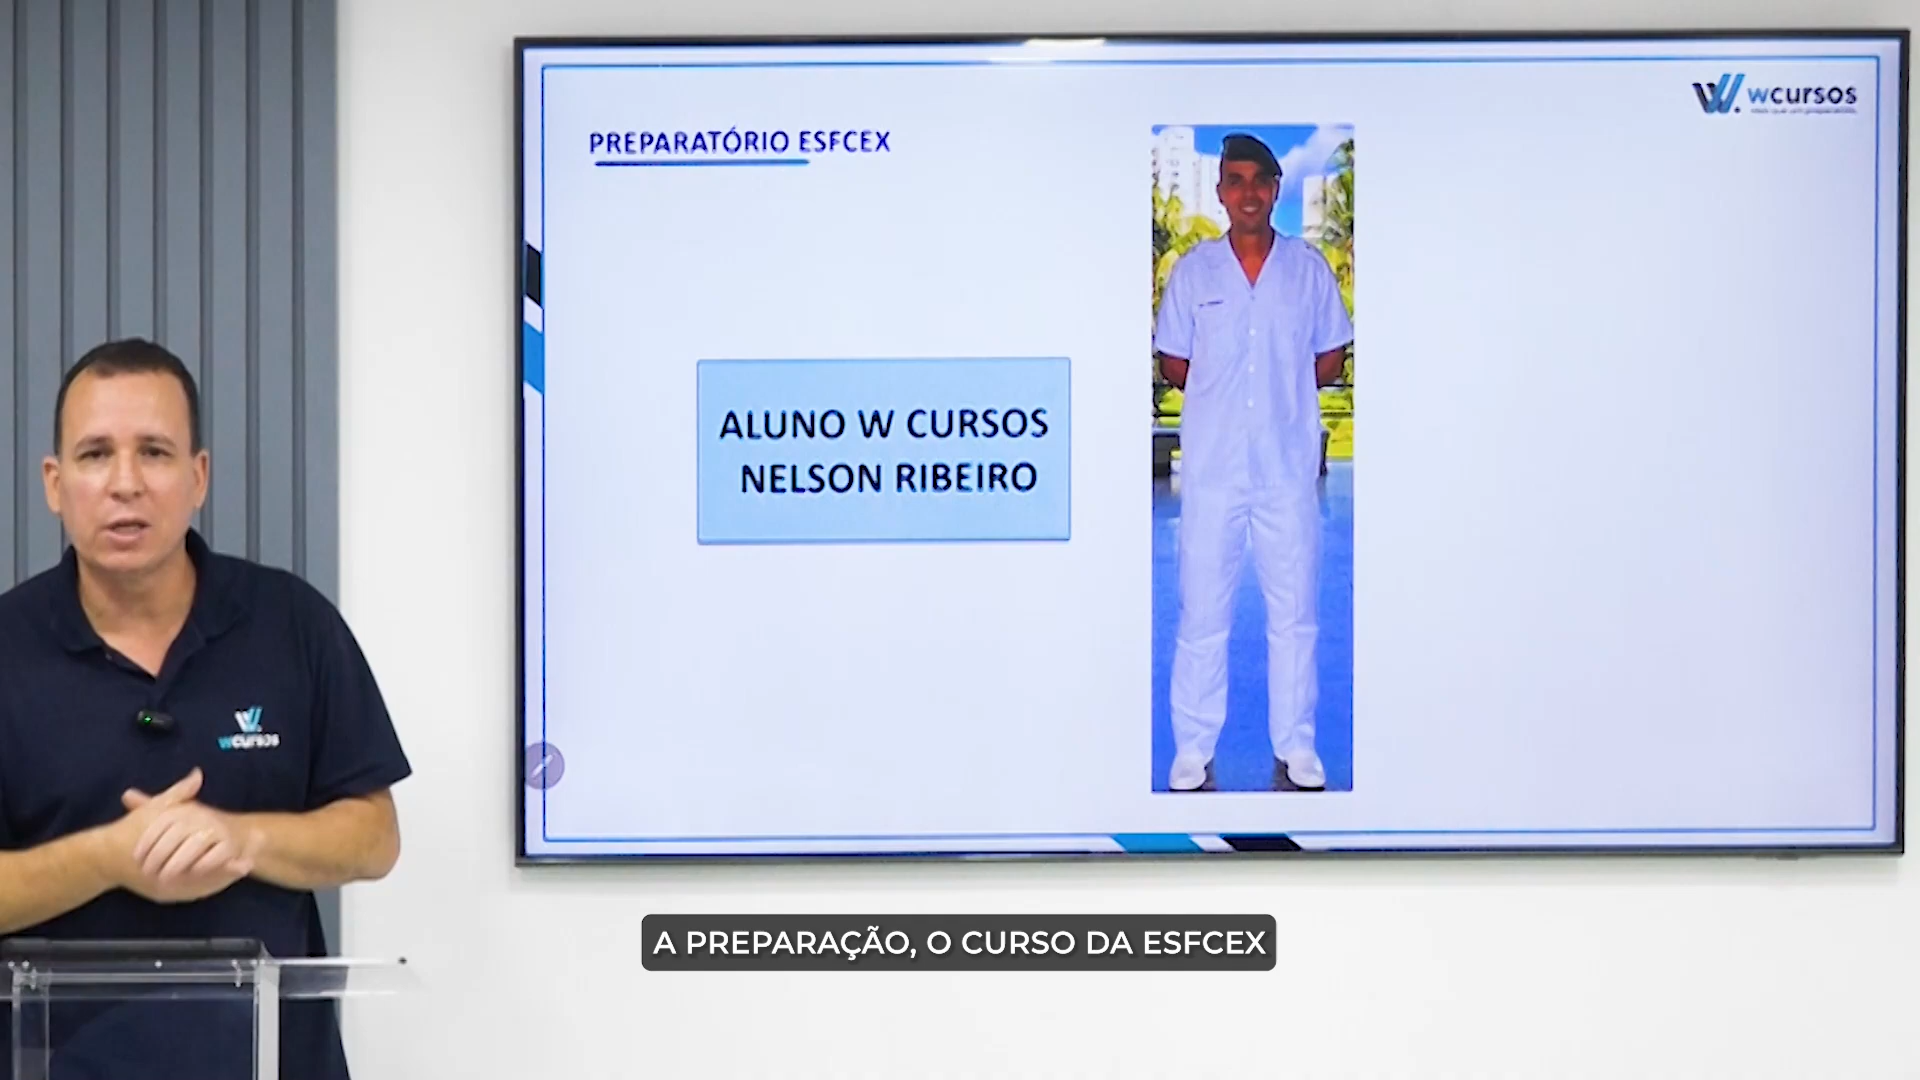 PREPARATÓRIO ESFCEX
wcursos
ALUNO W CURSOS
NELSON RIBEIRO
wcursos
A PREPARAÇÃO, O CURSO DA ESFCEX